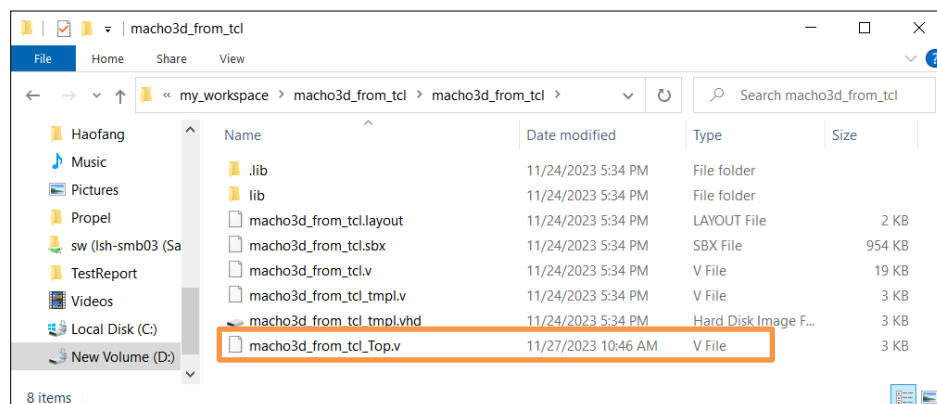 macho3d_from_tcl
File Home Share View
« my_workspace > macho3d_from_tcl > macho3d_from_tcl > Search macho3d_from_tcl
Name Date modified Type Size
Haofang
Music
Pictures
Propel
sw (lsh-smb03 (Sa
TestReport
Videos
Local Disk (C:)
New Volume (D:)
.lib 11/24/2023 5:34 PM File folder
lib 11/24/2023 5:34 PM File folder
macho3d_from_tcl.layout 11/24/2023 5:34 PM LAYOUT File 2 KB
macho3d_from_tcl.sbx 11/24/2023 5:34 PM SBX File 954 KB
macho3d_from_tcl.v 11/24/2023 5:34 PM V File 19 KB
macho3d_from_tcl_tmpl.v 11/24/2023 5:34 PM V File 3 KB
macho3d_from_tcl_tmpl.vhd 11/24/2023 5:34 PM Hard Disk Image F... 3 KB
macho3d_from_tcl_Top.v 11/27/2023 10:46 AM V File 3 KB
8 items